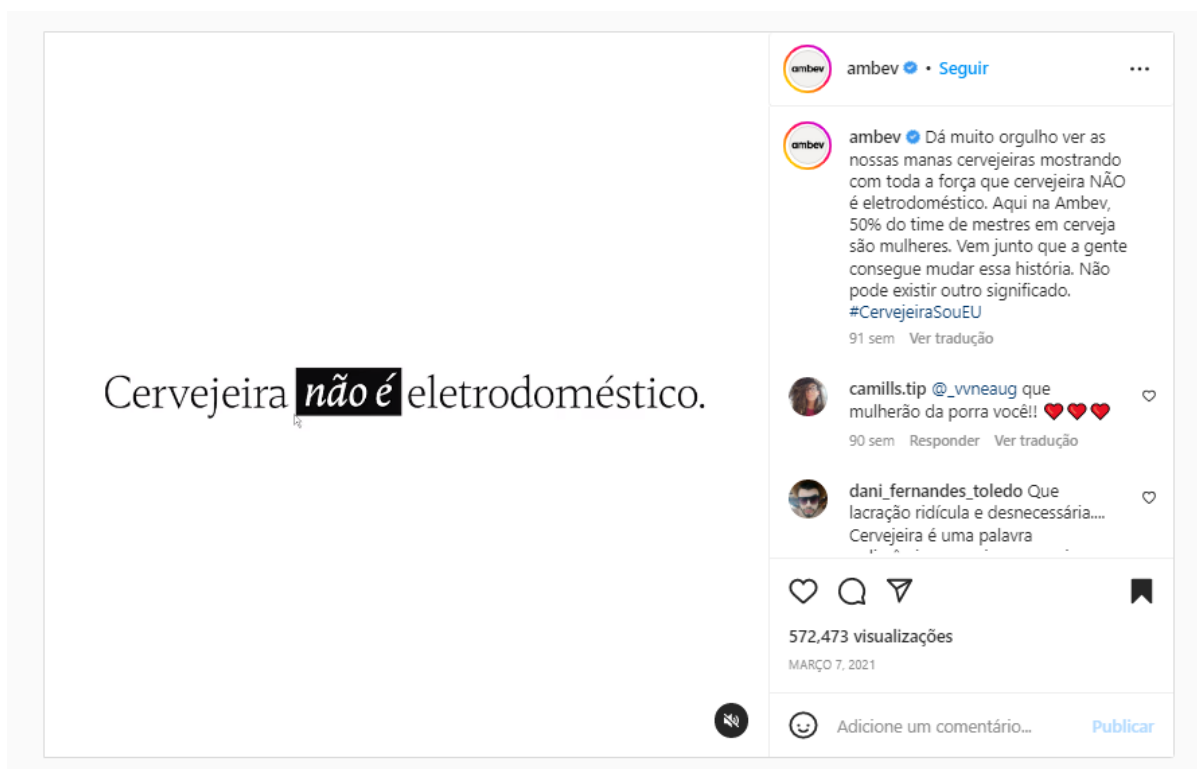 Cervejeira não é eletrodoméstico.
ambev
ambev • Seguir
ambev
ambev Dá muito orgulho ver as
nossas manas cervejeiras mostrando
com toda a força que cervejeira NÃO
é eletrodoméstico. Aqui na Ambev,
50% do time de mestres em cerveja
são mulheres. Vem junto que a gente
consegue mudar essa história. Não
pode existir outro significado.
#CervejeiraSouEU
91 sem Ver tradução
camills.tip @_vvneaug que
mulherão da porra você!! ❤❤❤
90 sem Responder Ver tradução
dani_fernandes_toledo Que
lacração ridícula e desnecessária....
Cervejeira é uma palavra
572,473 visualizações
MARÇO 7, 2021
Adicione um comentário...
Publicar